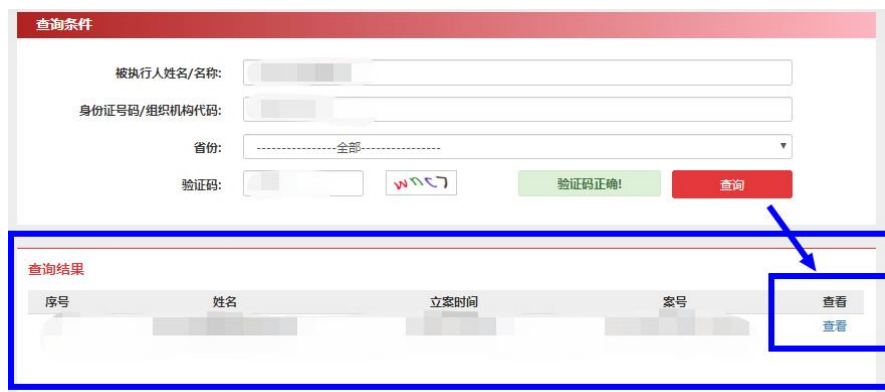 查询条件
被执行人姓名/名称:
身份证号码/组织机构代码:
省份: ----------------全部----------------
验证码: wnc7 验证码正确! 查询
查询结果
序号 姓名 立案时间 案号 查看
查看